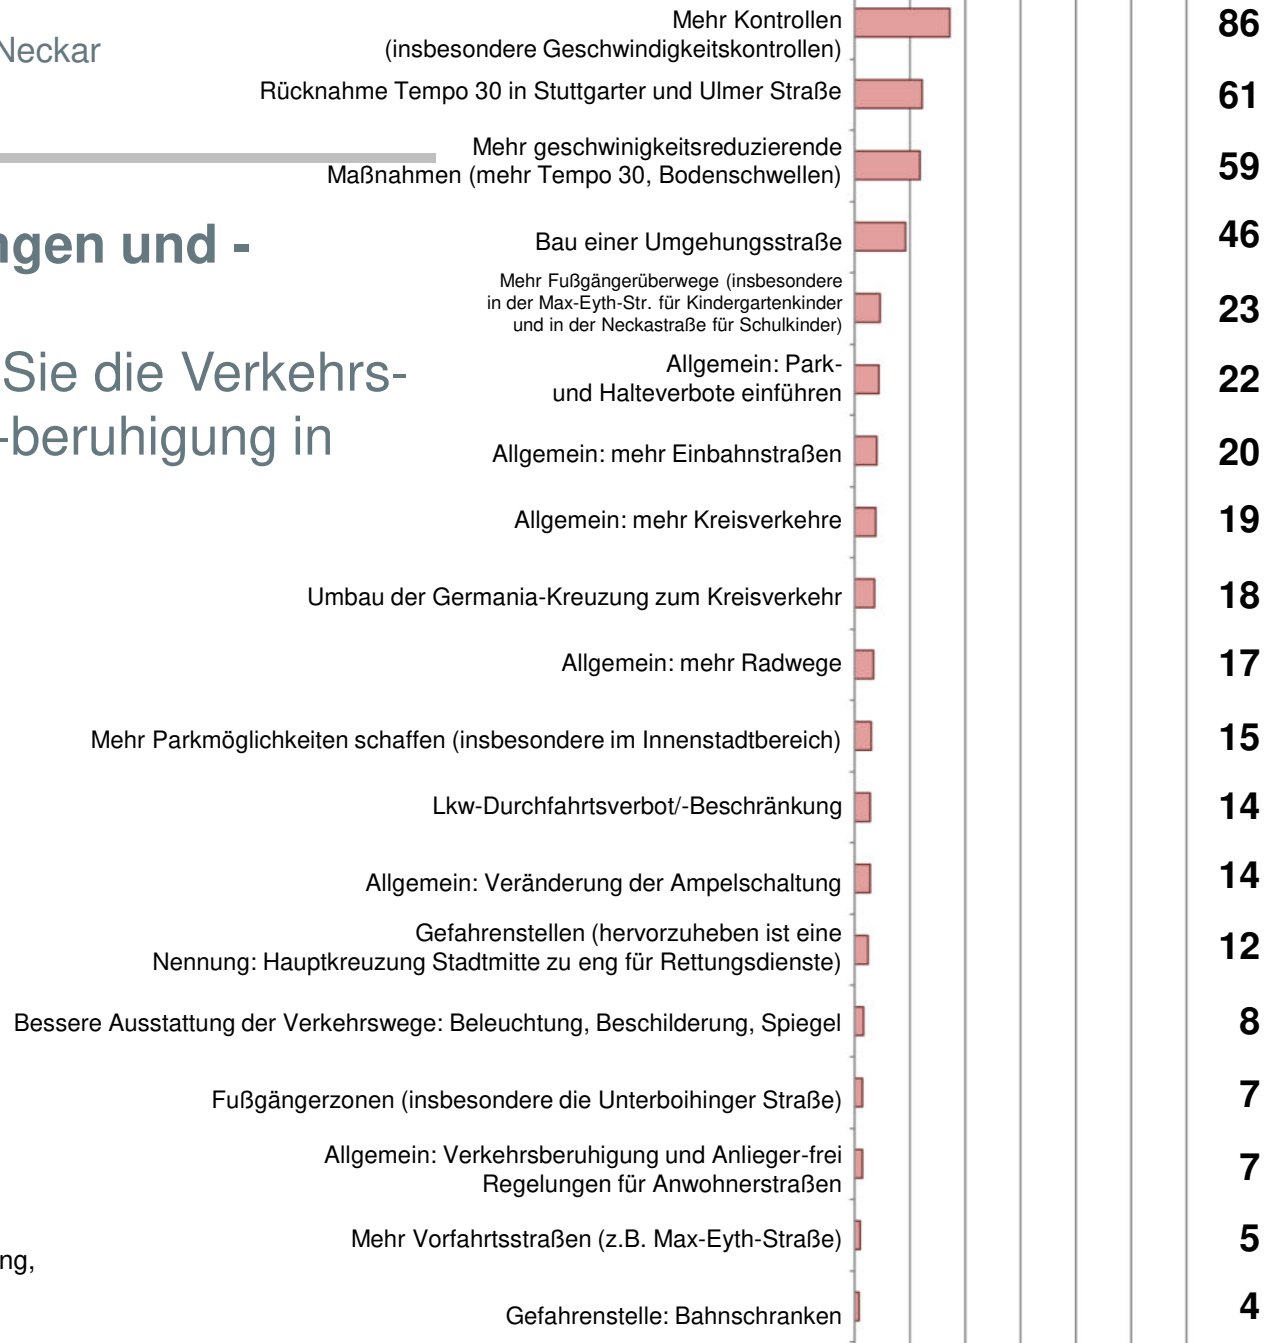 Neckar
ngen und -
Sie die Verkehrs-
-beruhigung in
ng,
Mehr Kontrollen
(insbesondere Geschwindigkeitskontrollen)
86
Rücknahme Tempo 30 in Stuttgarter und Ulmer Straße
61
Mehr geschwinigkeitsreduzierende
Maßnahmen (mehr Tempo 30, Bodenschwellen)
59
Bau einer Umgehungsstraße
46
Mehr Fußgängerüberwege (insbesondere
in der Max-Eyth-Str. für Kindergartenkinder
und in der Neckastraße für Schulkinder)
23
Allgemein: Park-
und Halteverbote einführen
22
Allgemein: mehr Einbahnstraßen
20
Allgemein: mehr Kreisverkehre
19
Umbau der Germania-Kreuzung zum Kreisverkehr
18
Allgemein: mehr Radwege
17
Mehr Parkmöglichkeiten schaffen (insbesondere im Innenstadtbereich)
15
Lkw-Durchfahrtsverbot/-Beschränkung
14
Allgemein: Veränderung der Ampelschaltung
14
Gefahrenstellen (hervorzuheben ist eine
Nennung: Hauptkreuzung Stadtmitte zu eng für Rettungsdienste)
12
Bessere Ausstattung der Verkehrswege: Beleuchtung, Beschilderung, Spiegel
8
Fußgängerzonen (insbesondere die Unterboihinger Straße)
7
Allgemein: Verkehrsberuhigung und Anlieger-frei
Regelungen für Anwohnerstraßen
7
Mehr Vorfahrtsstraßen (z.B. Max-Eyth-Straße)
5
Gefahrenstelle: Bahnschranken
4